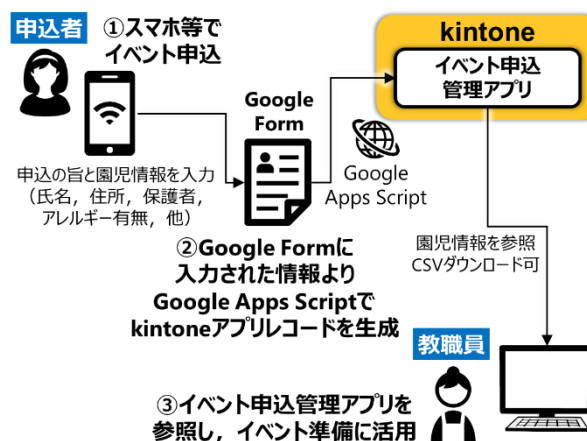 申込者
①スマホ等で
イベント申込
kintone
イベント申込
管理アプリ
Google
Form
Google
Apps Script
申込の旨と園児情報を入力
（氏名，住所，保護者，
アレルギー有無，他）
②Google Formに
入力された情報より
Google Apps Scriptで
kintoneアプリレコードを生成
園児情報を参照
CSVダウンロード可
教職員
③イベント申込管理アプリを
参照し，イベント準備に活用